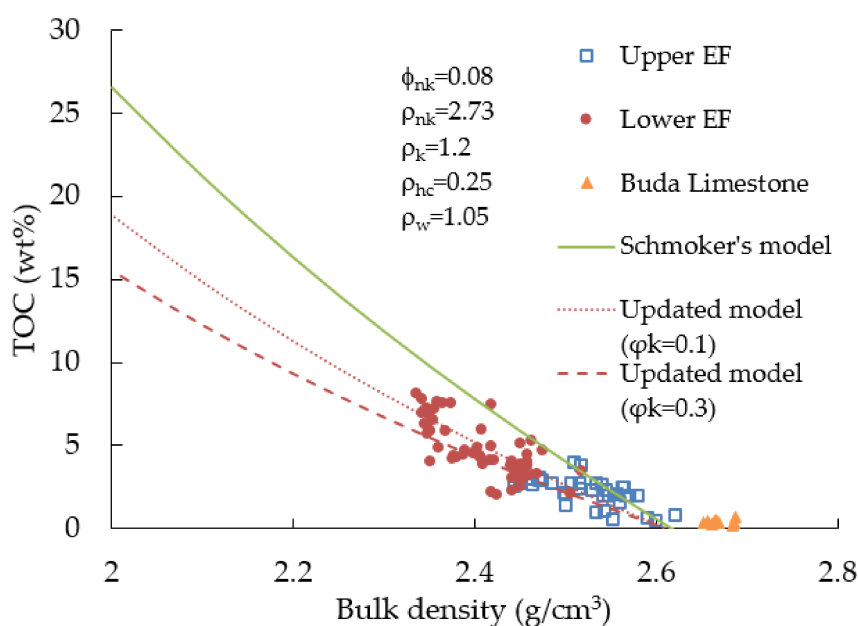 30
25
20
15
10
5
0
TOC (wt%)
ϕnk=0.08
ρnk=2.73
ρk=1.2
ρhc=0.25
ρw=1.05
Upper EF
Lower EF
Buda Limestone
Schmoker's model
Updated model
(φk=0.1)
Updated model
(φk=0.3)
2
2.2
2.4
2.6
2.8
Bulk density (g/cm³)